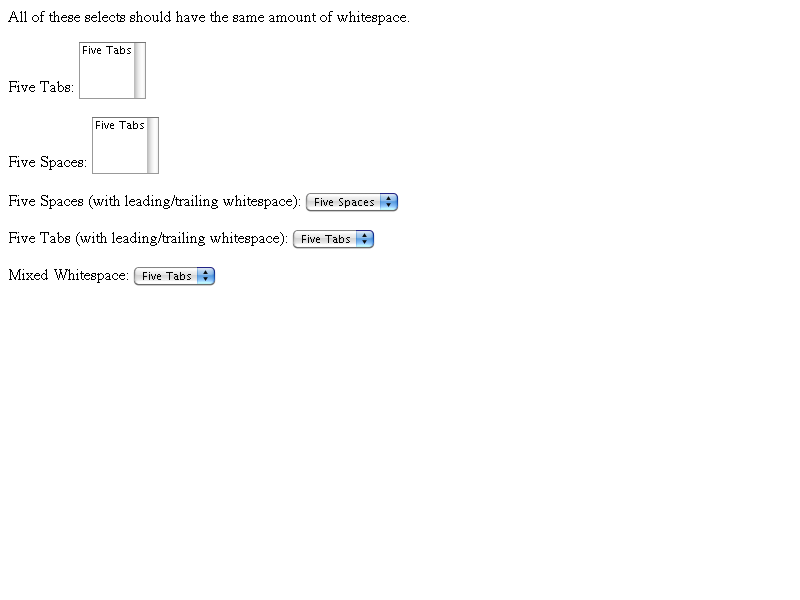 All of these selects should have the same amount of whitespace.
Five Tabs: Five Tabs
Five Spaces: Five Tabs
Five Spaces (with leading/trailing whitespace): Five Spaces
Five Tabs (with leading/trailing whitespace): Five Tabs
Mixed Whitespace: Five Tabs